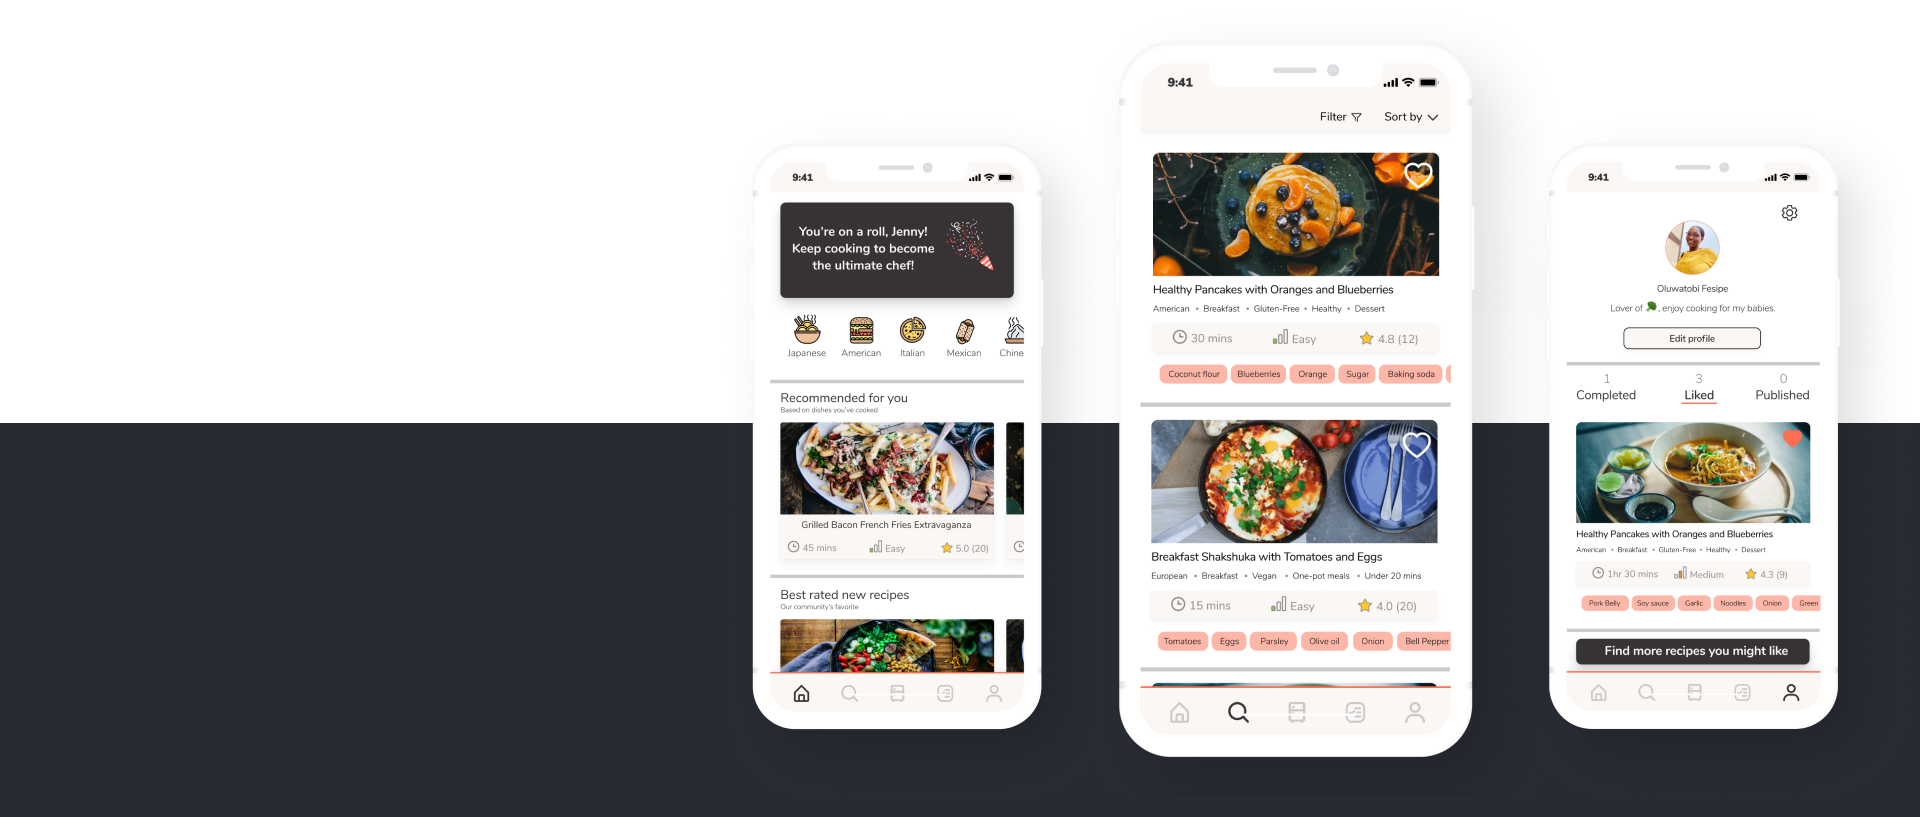 9:41
You're on a roll, Jenny!
Keep cooking to become
the ultimate chef!
Japanese American Italian Mexican Chine
Recommended for you
Based on dishes you've cooked
Grilled Bacon French Fries Extravaganza
45 mins Easy 5.0 (20)
Best rated new recipes
Our community's favorite
9:41
Filter Sort by
Healthy Pancakes with Oranges and Blueberries
American • Breakfast • Gluten-Free • Healthy • Dessert
30 mins Easy 4.8 (12)
Coconut flour Blueberries Orange Sugar Baking soda
Breakfast Shakshuka with Tomatoes and Eggs
European • Breakfast • Vegan • One-pot meals • Under 20 mins
15 mins Easy 4.0 (20)
Tomatoes Eggs Parsley Olive oil Onion Bell Pepper
9:41
Oluwatobi Fesipe
Lover of , enjoy cooking for my babies.
Edit profile
1 3 0
Completed Liked Published
Healthy Pancakes with Oranges and Blueberries
American • Breakfast • Gluten-Free • Healthy • Dessert
1hr 30 mins Medium 4.3 (9)
Pork Belly Soy sauce Garlic Noodles Onion Green
Find more recipes you might like